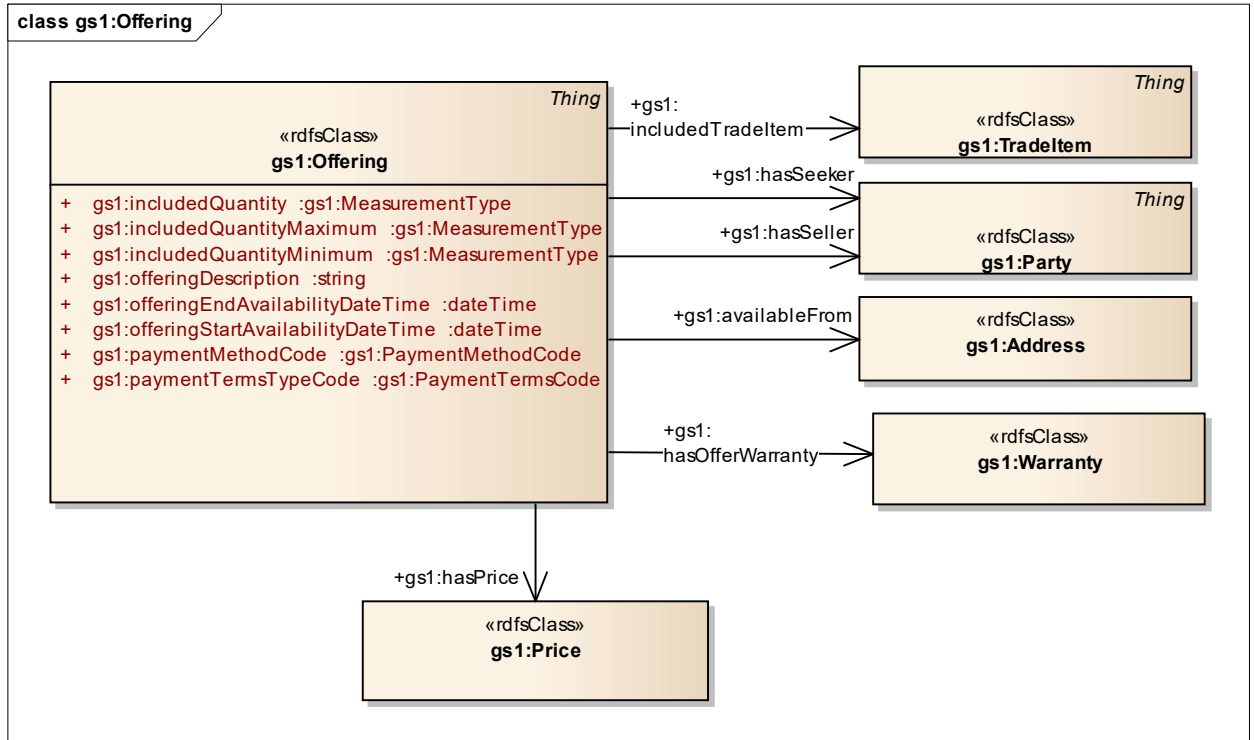 class gs1:Offering
Thing
«rdfsClass»
gs1:Offering
+ gs1:includedQuantity :gs1:MeasurementType
+ gs1:includedQuantityMaximum :gs1:MeasurementType
+ gs1:includedQuantityMinimum :gs1:MeasurementType
+ gs1:offeringDescription :string
+ gs1:offeringEndAvailabilityDateTime :dateTime
+ gs1:offeringStartAvailabilityDateTime :dateTime
+ gs1:paymentMethodCode :gs1:PaymentMethodCode
+ gs1:paymentTermsTypeCode :gs1:PaymentTermsCode
+gs1:
includedTradeItem
Thing
«rdfsClass»
gs1:TradeItem
+gs1:hasSeeker
+gs1:hasSeller
Thing
«rdfsClass»
gs1:Party
+gs1:availableFrom
«rdfsClass»
gs1:Address
+gs1:
hasOfferWarranty
«rdfsClass»
gs1:Warranty
+gs1:hasPrice
«rdfsClass»
gs1:Price